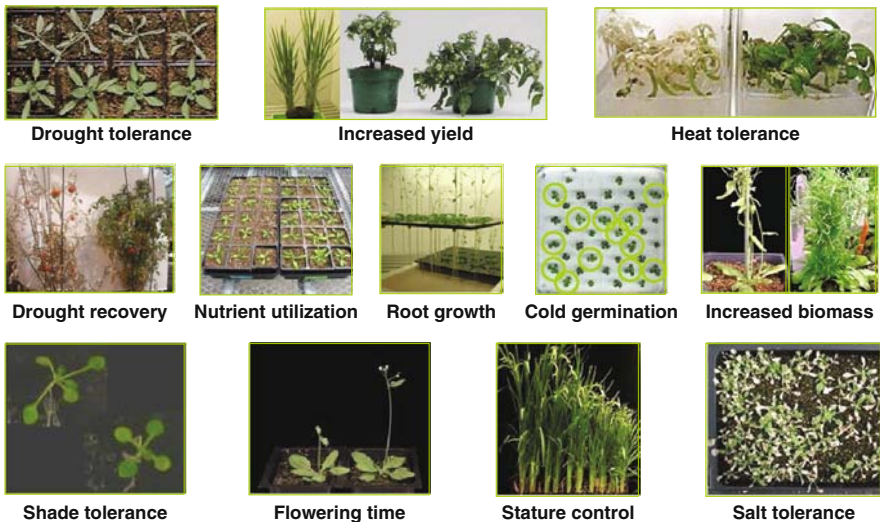 Drought tolerance
Increased yield
Heat tolerance
Drought recovery
Nutrient utilization
Root growth
Cold germination
Increased biomass
Shade tolerance
Flowering time
Stature control
Salt tolerance